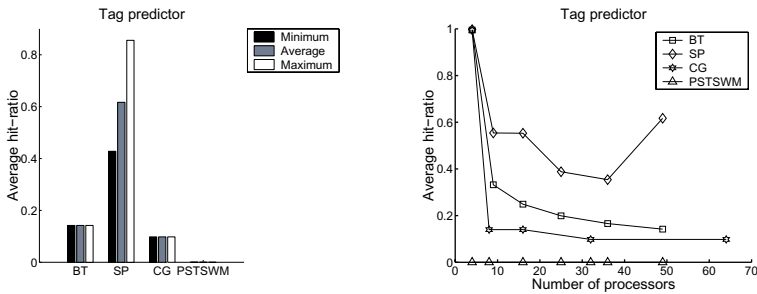 Tag predictor
Minimum
Average
Maximum
Average hit-ratio
0.8
0.6
0.4
0.2
0
BT
SP
CG
PSTSWM
Tag predictor
BT
SP
CG
PSTSWM
Average hit-ratio
1
0.8
0.6
0.4
0.2
0
0
10
20
30
40
50
60
70
Number of processors